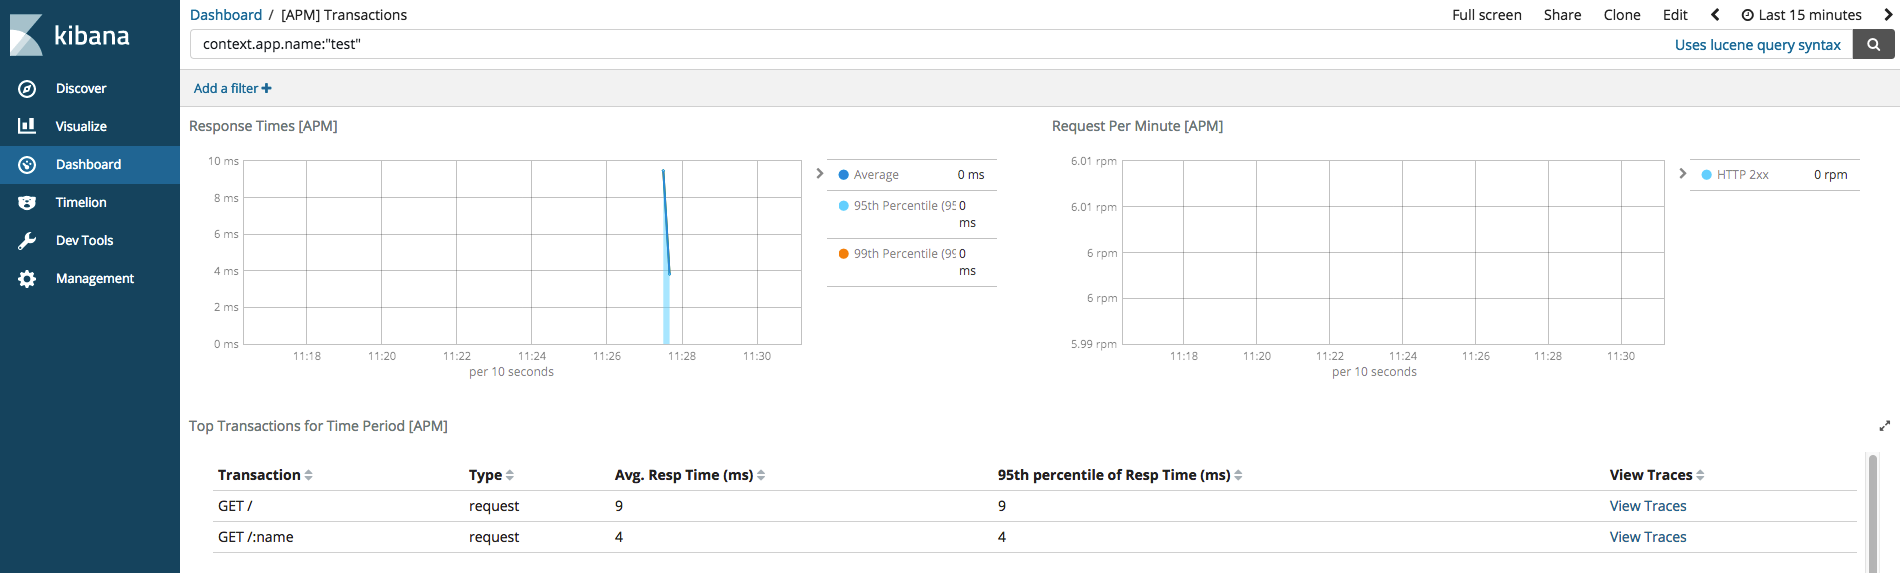 kibana
Discover
Visualize
Dashboard
Timelion
Dev Tools
Management
Dashboard / [APM] Transactions
Full screen Share Clone Edit Last 15 minutes
context.app.name:"test"
Uses lucene query syntax
Add a filter
Response Times [APM]
10 ms
8 ms
6 ms
4 ms
2 ms
0 ms
11:18 11:20 11:22 11:24 11:26 11:28 11:30
per 10 seconds
Average 0 ms
95th Percentile (95 0
ms
99th Percentile (99 0
ms
Request Per Minute [APM]
6.01 rpm
6.01 rpm
6 rpm
6 rpm
5.99 rpm
11:18 11:20 11:22 11:24 11:26 11:28 11:30
per 10 seconds
HTTP 2xx 0 rpm
Top Transactions for Time Period [APM]
Transaction Type Avg. Resp Time (ms) 95th percentile of Resp Time (ms) View Traces
GET / request 9 9 View Traces
GET /:name request 4 4 View Traces